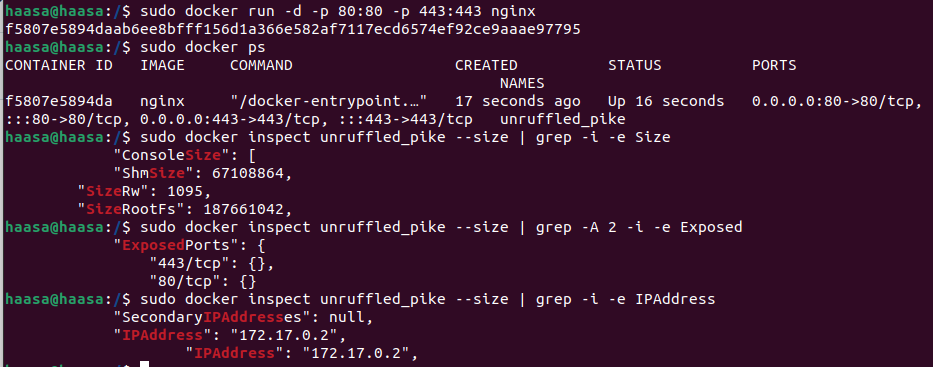 haasa@haasa:/$ sudo docker run -d -p 80:80 -p 443:443 nginx
f5807e5894daab6ee8bfff156d1a366e582af7117ecd6574ef92ce9aaae97795
haasa@haasa:/$ sudo docker ps
CONTAINER ID   IMAGE     COMMAND                  CREATED          STATUS          PORTS
NAMES
f5807e5894da   nginx     "/docker-entrypoint.…"   17 seconds ago   Up 16 seconds   0.0.0.0:80->80/tcp,
:::80->80/tcp, 0.0.0.0:443->443/tcp, :::443->443/tcp   unruffled_pike
haasa@haasa:/$ sudo docker inspect unruffled_pike --size | grep -i -e Size
"ConsoleSize": [
"ShmSize": 67108864,
"SizeRw": 1095,
"SizeRootFs": 187661042,
haasa@haasa:/$ sudo docker inspect unruffled_pike --size | grep -A 2 -i -e Exposed
"ExposedPorts": {
"443/tcp": {},
"80/tcp": {}
haasa@haasa:/$ sudo docker inspect unruffled_pike --size | grep -i -e IPAddress
"SecondaryIPAddresses": null,
"IPAddress": "172.17.0.2",
"IPAddress": "172.17.0.2",
haasa@haasa:/$